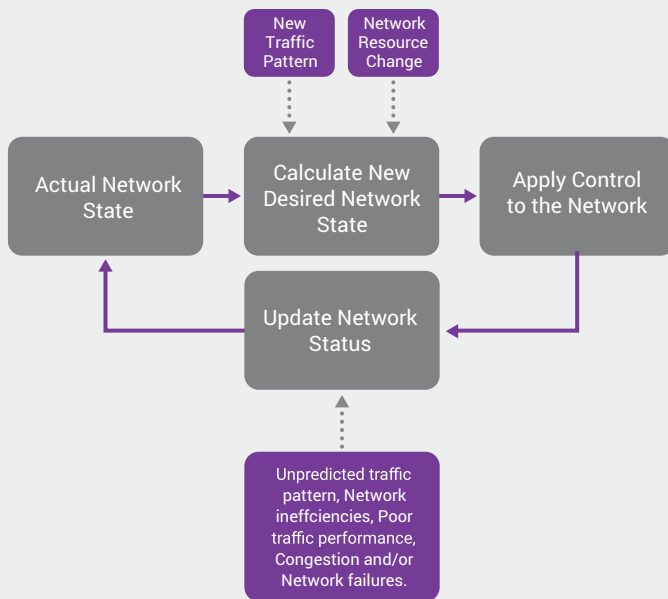 New
Traffic
Pattern
Network
Resource
Change
Actual Network
State
Calculate New
Desired Network
State
Apply Control
to the Network
Update Network
Status
Unpredicted traffic
pattern, Network
ineffciencies, Poor
traffic performance,
Congestion and/or
Network failures.